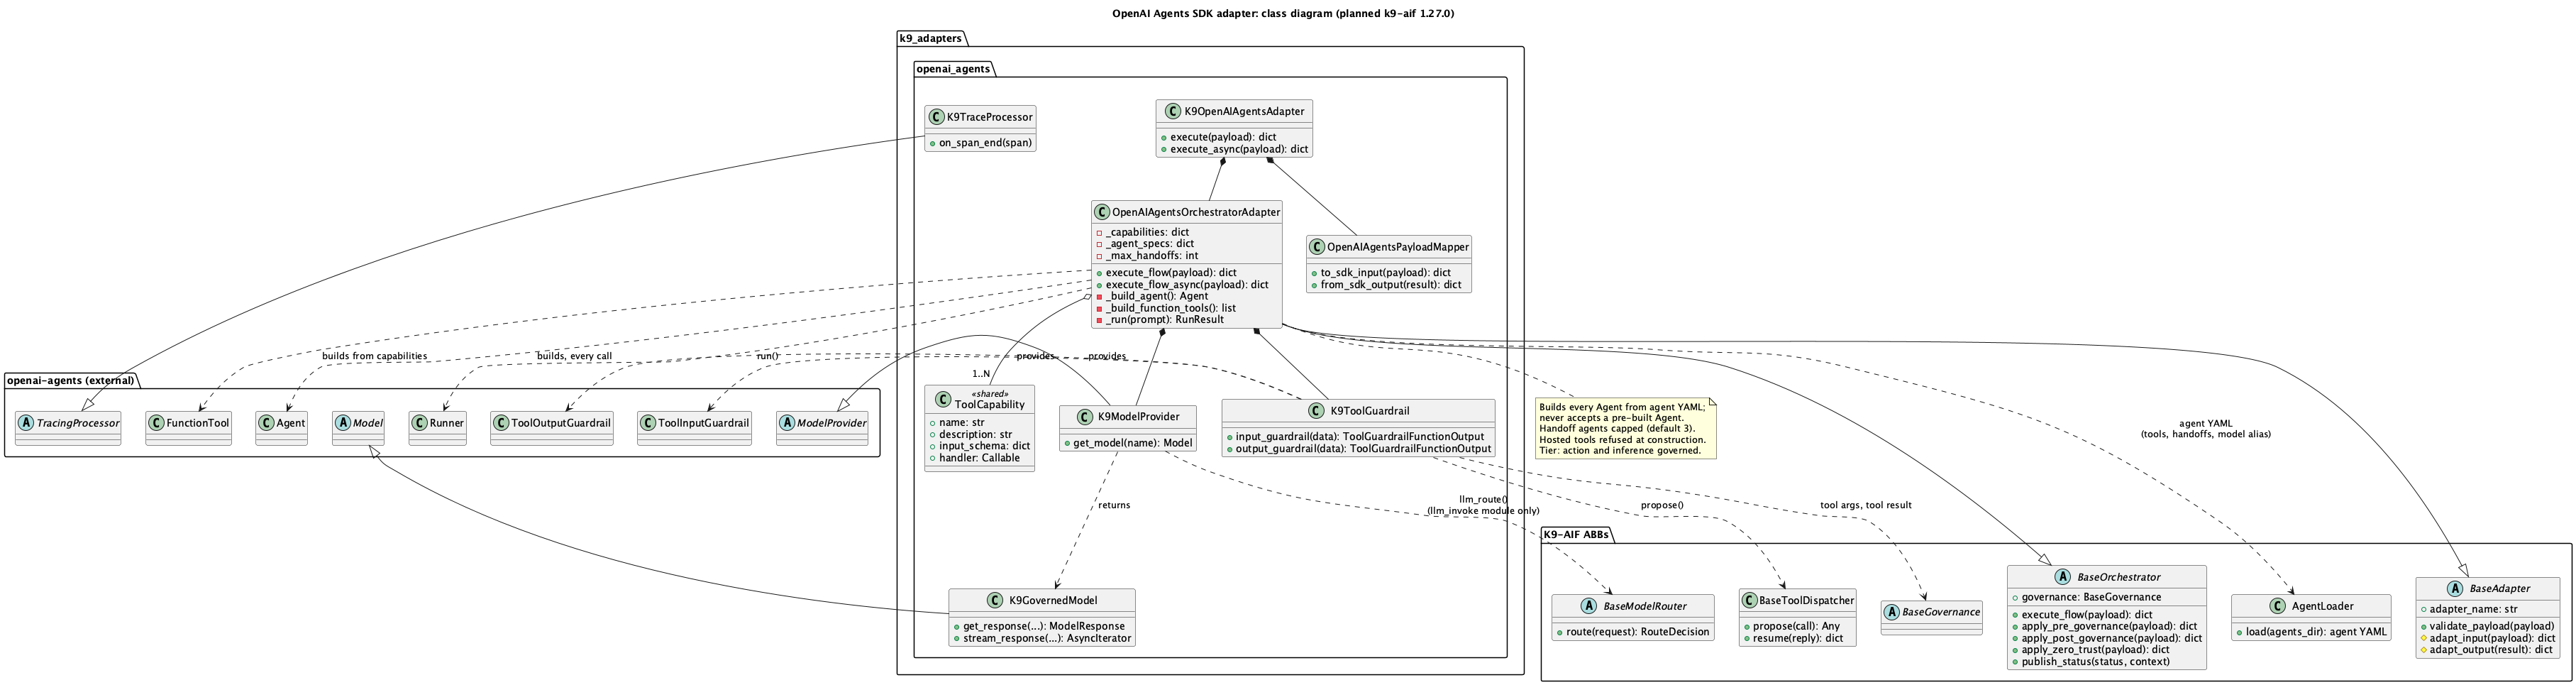 OpenAI Agents SDK adapter: class diagram (planned k9-aif 1.27.0)
k9_adapters
openai_agents
C K9TraceProcessor
on_span_end(span)
C K9OpenAIAgentsAdapter
execute(payload): dict
execute_async(payload): dict
C OpenAIAgentsOrchestratorAdapter
_capabilities: dict
_agent_specs: dict
_max_handoffs: int
execute_flow(payload): dict
execute_flow_async(payload): dict
_build_agent(): Agent
_build_function_tools(): list
_run(prompt): RunResult
C OpenAIAgentsPayloadMapper
to_sdk_input(payload): dict
from_sdk_output(result): dict
builds from capabilities
builds, every call
run()
provides
provides
1..N
openai-agents (external)
A TracingProcessor
C FunctionTool
C Agent
A Model
C Runner
C ToolOutputGuardrail
C ToolInputGuardrail
A ModelProvider
«shared»
C ToolCapability
name: str
description: str
input_schema: dict
handler: Callable
C K9ModelProvider
get_model(name): Model
C K9ToolGuardrail
input_guardrail(data): ToolGuardrailFunctionOutput
output_guardrail(data): ToolGuardrailFunctionOutput
Builds every Agent from agent YAML;
never accepts a pre-built Agent.
Handoff agents capped (default 3).
Hosted tools refused at construction.
Tier: action and inference governed.
agent YAML
(tools, handoffs, model alias)
returns
llm_route()
(llm_invoke module only)
propose()
tool args, tool result
C K9GovernedModel
get_response(...): ModelResponse
stream_response(...): AsyncIterator
K9-AIF ABBs
A BaseModelRouter
route(request): RouteDecision
C BaseToolDispatcher
propose(call): Any
resume(reply): dict
A BaseGovernance
A BaseOrchestrator
governance: BaseGovernance
execute_flow(payload): dict
apply_pre_governance(payload): dict
apply_post_governance(payload): dict
apply_zero_trust(payload): dict
publish_status(status, context)
C AgentLoader
load(agents_dir): agent YAML
A BaseAdapter
adapter_name: str
validate_payload(payload)
adapt_input(payload): dict
adapt_output(result): dict